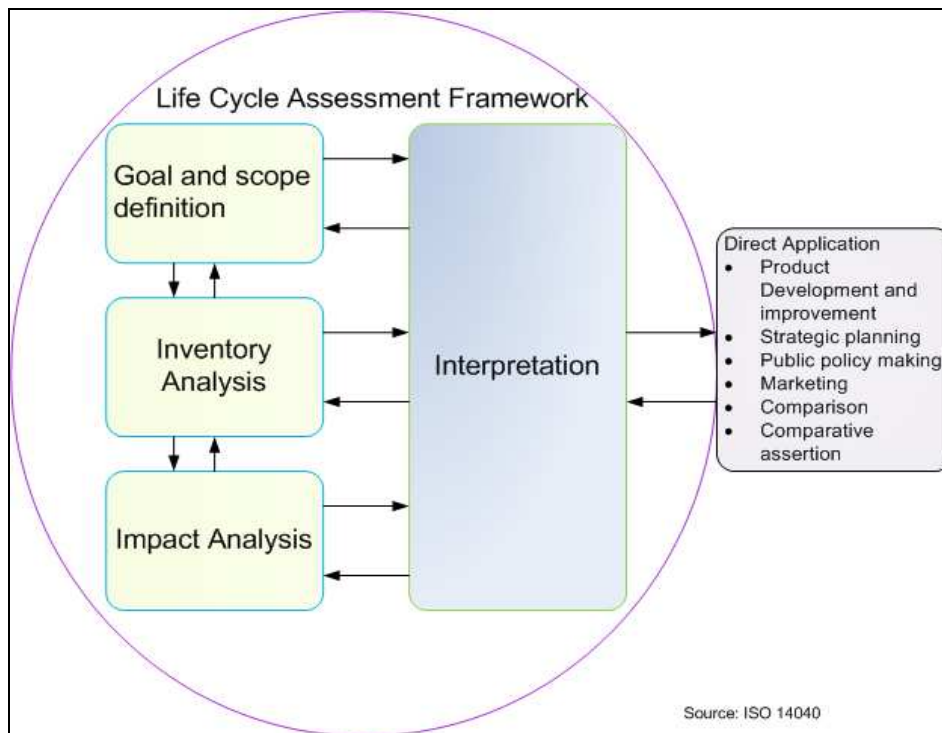 Life Cycle Assessment Framework
Goal and scope
definition
Inventory
Analysis
Impact Analysis
Interpretation
Direct Application
• Product
Development and
improvement
• Strategic planning
• Public policy making
• Marketing
• Comparison
• Comparative
assertion
Source: ISO 14040